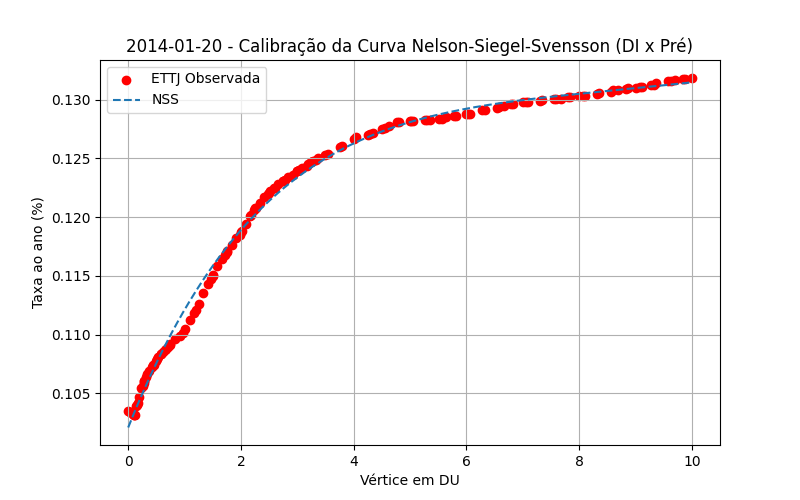 2014-01-20 - Calibração da Curva Nelson-Siegel-Svensson (DI x Pré)
ETTJ Observada
NSS
Taxa ao ano (%)
0.130
0.125
0.120
0.115
0.110
0.105
0 2 4 6 8 10
Vértice em DU